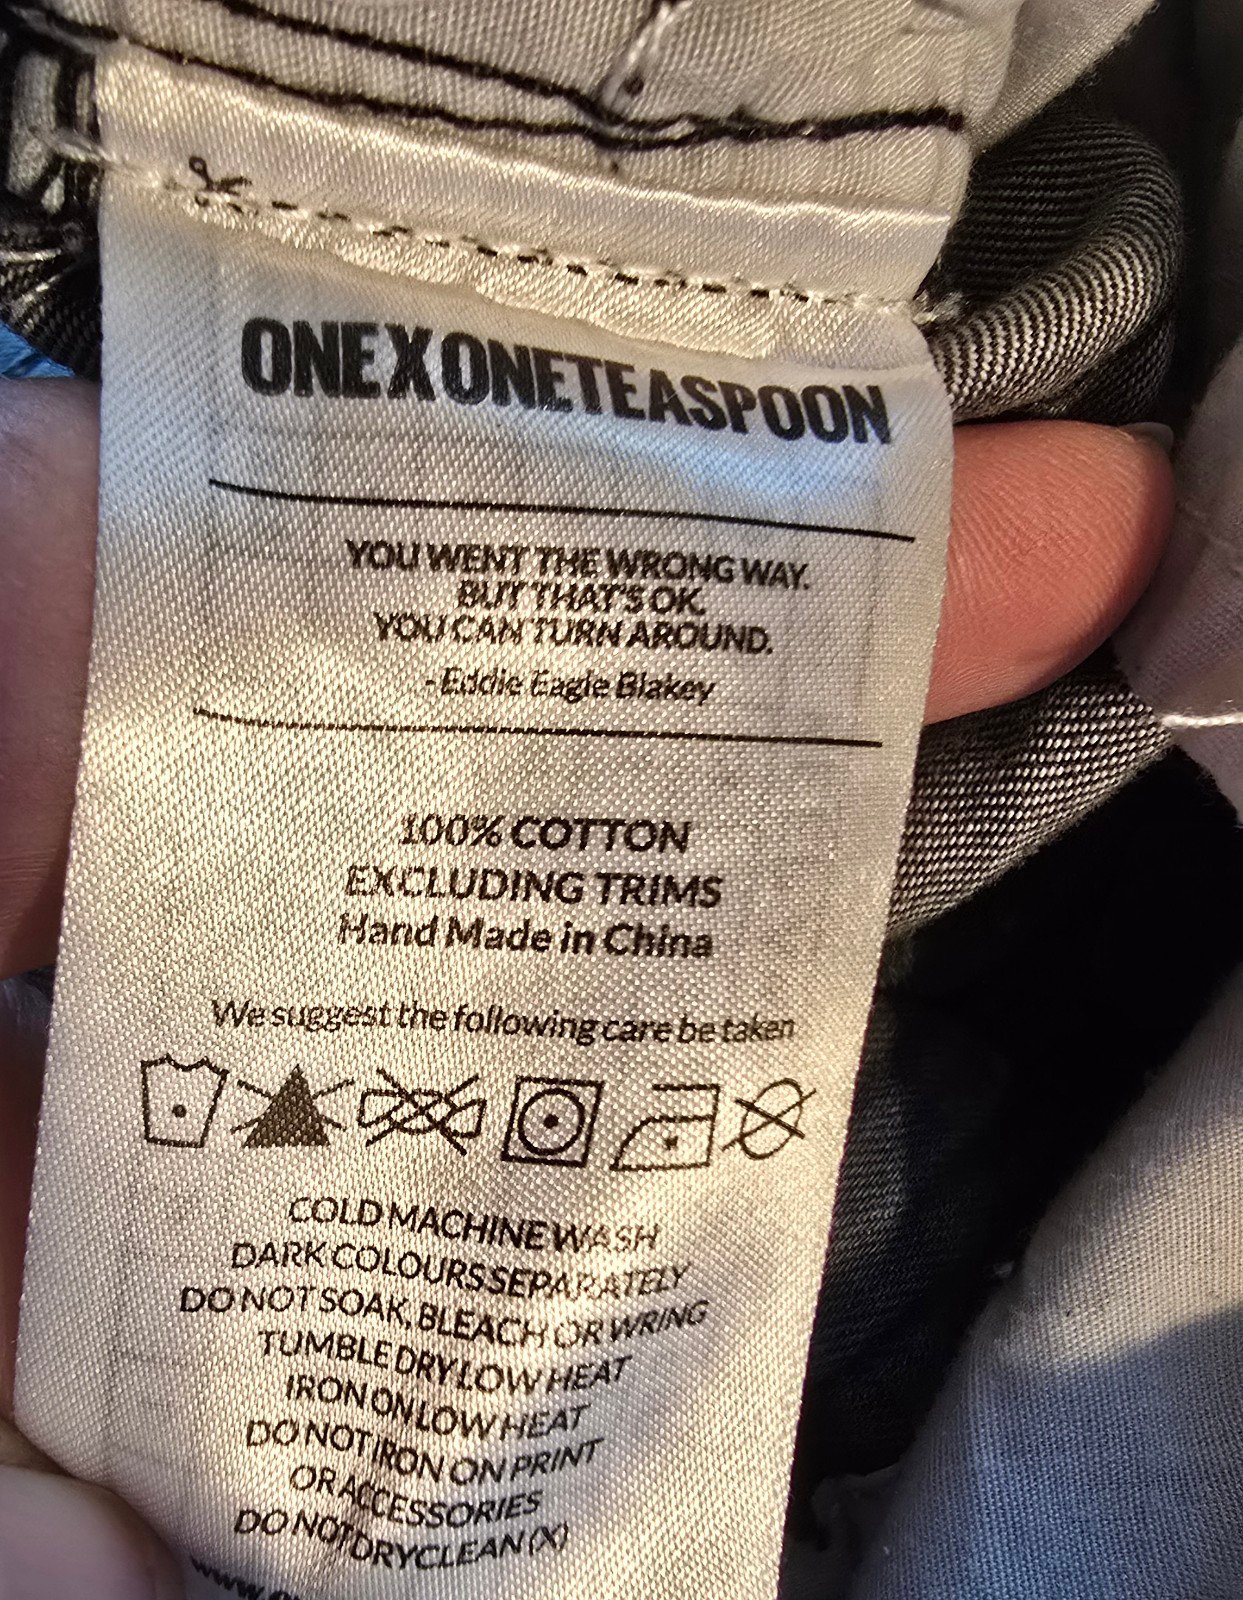 ONEXONETEASPOON
YOU WENT THE WRONG WAY.
BUT THAT'S OK.
YOU CAN TURN AROUND.
- Eddie Eagle Blakey
100% COTTON
EXCLUDING TRIMS
Hand Made in China
We suggest the following care be taken
COLD MACHINE WASH
DARK COLOURS SEPARATELY
DO NOT SOAK, BLEACH OR WRING
TUMBLE DRY LOW HEAT
IRON ON LOW HEAT
DO NOT IRON ON PRINT
OR ACCESSORIES
DO NOT DRYCLEAN (X)